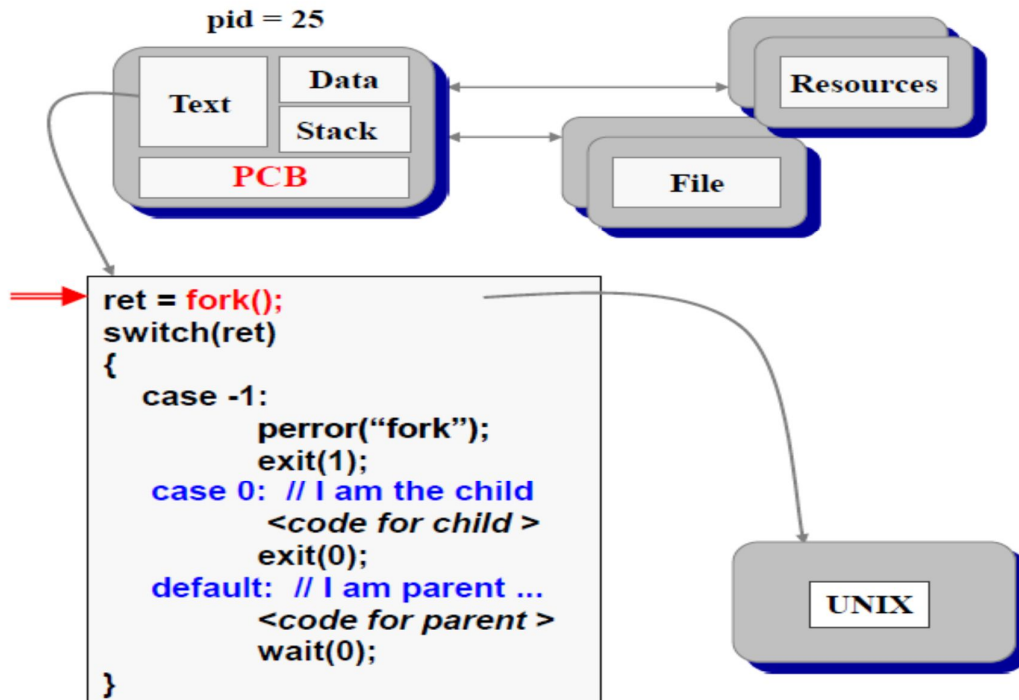 pid = 25
Text
Data
Stack
PCB
Resources
File
ret = fork();
switch(ret)
{
case -1:
perror(“fork”);
exit(1);
case 0:  // I am the child
<code for child >
exit(0);
default:  // I am parent ...
<code for parent >
wait(0);
}
UNIX